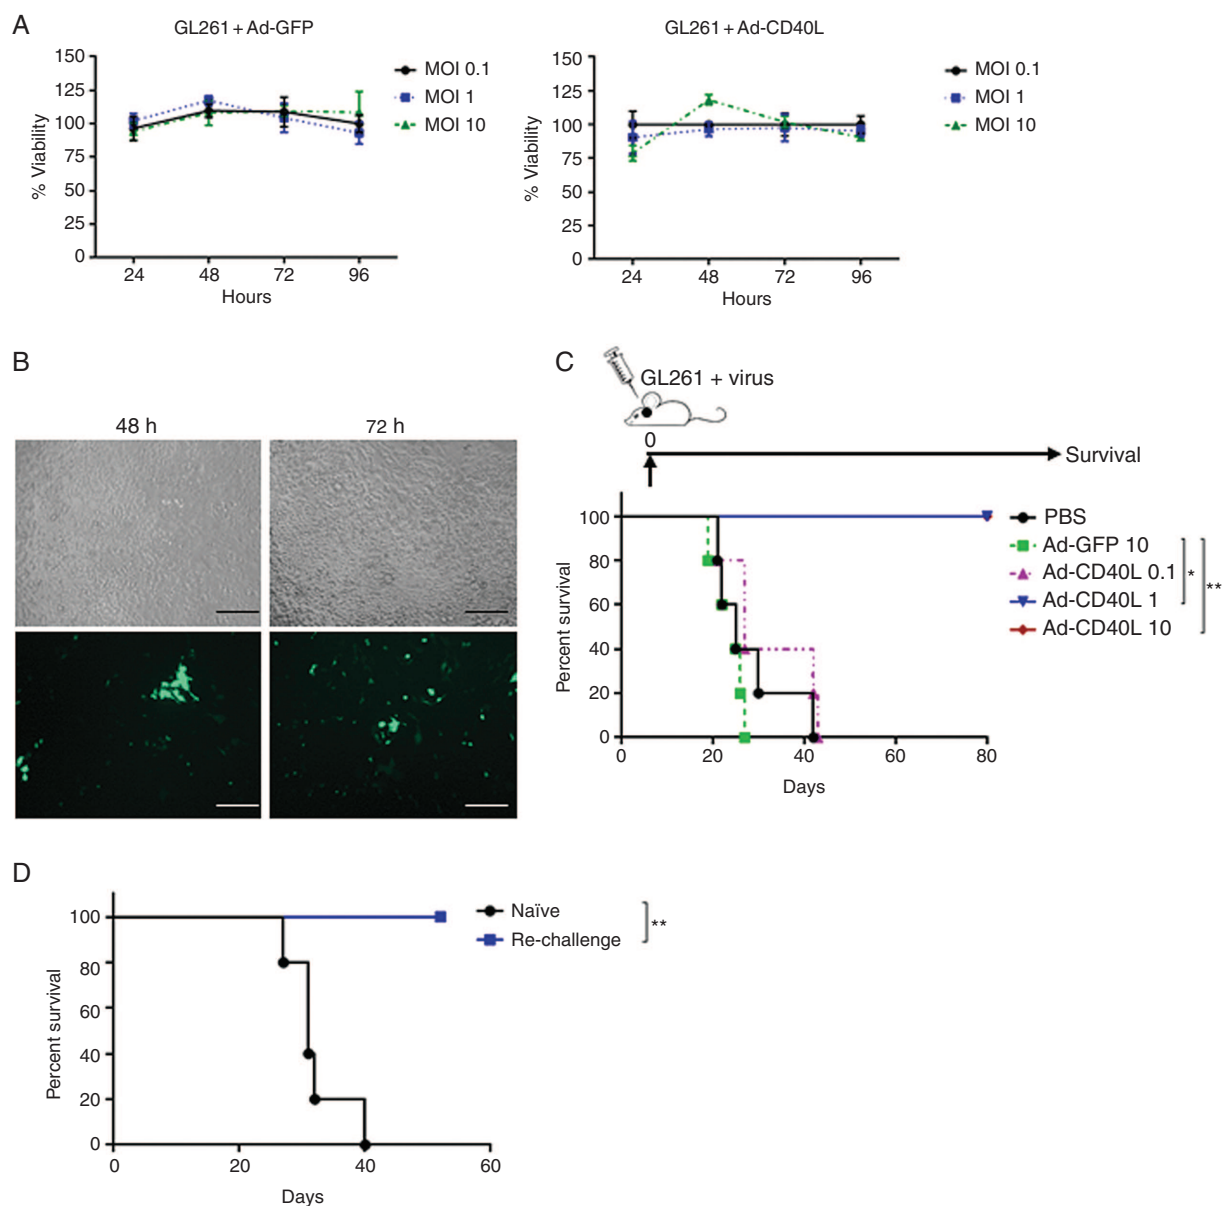 A
GL261 + Ad-GFP
150
125
100
75
50
25
0
% Viability
24 48 72 96
Hours
MOI 0.1
MOI 1
MOI 10
GL261 + Ad-CD40L
150
125
100
75
50
25
0
% Viability
24 48 72 96
Hours
MOI 0.1
MOI 1
MOI 10
B
48 h 72 h
C
GL261 + virus
0
Survival
100
80
60
40
20
0
Percent survival
0 20 40 60 80
Days
PBS
Ad-GFP 10
Ad-CD40L 0.1
Ad-CD40L 1
Ad-CD40L 10
*
**
D
100
80
60
40
20
0
Percent survival
0 20 40 60
Days
Naïve
Re-challenge
**